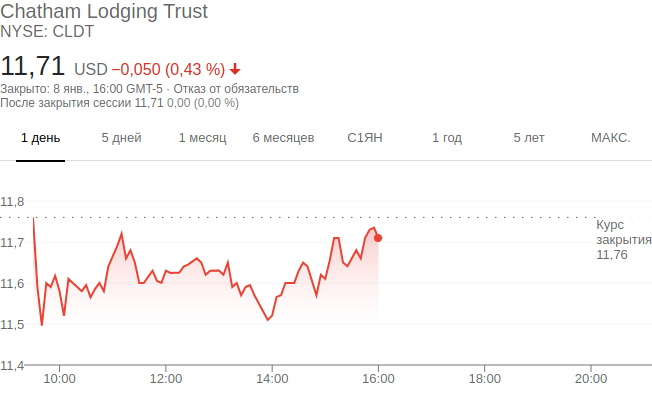 Chatham Lodging Trust
NYSE: CLDT
11,71 USD −0,050 (0,43 %)
Закрыто: 8 янв., 16:00 GMT-5 · Отказ от обязательств
После закрытия сессии 11,71 0,00 (0,00 %)
1 день 5 дней 1 месяц 6 месяцев С1ЯН 1 год 5 лет МАКС.
11,8
Курс
закрытия
11.76
11,7
11,6
11,5
11,4
10:00 12:00 14:00 16:00 18:00 20:00